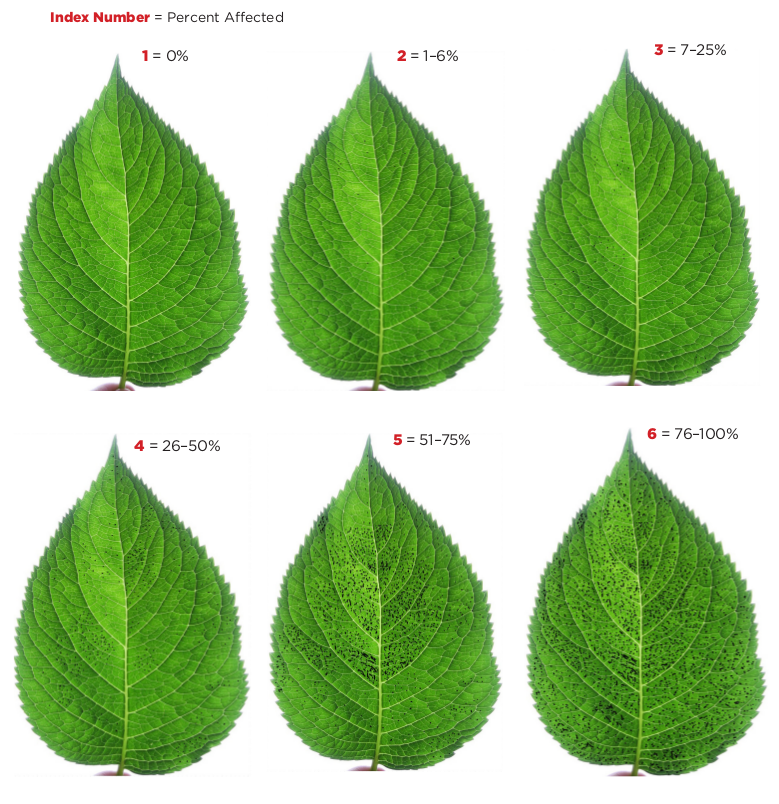 Index Number = Percent Affected
1 = 0%
2 = 1–6%
3 = 7–25%
4 = 26–50%
5 = 51–75%
6 = 76–100%